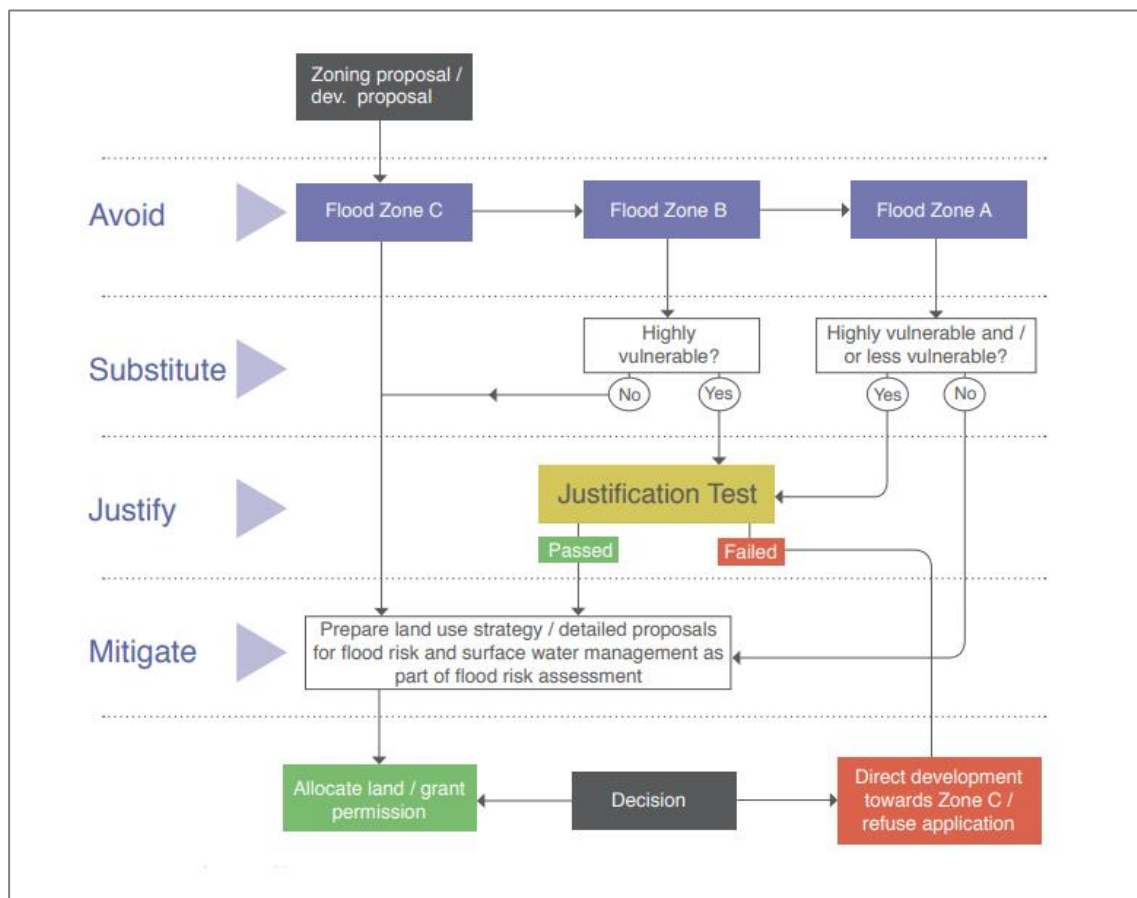 Zoning proposal /
dev. proposal
Avoid
Flood Zone C
Flood Zone B
Flood Zone A
Substitute
Highly
vulnerable?
No
Yes
Highly vulnerable and /
or less vulnerable?
Yes
No
Justify
Justification Test
Passed
Failed
Mitigate
Prepare land use strategy / detailed proposals
for flood risk and surface water management as
part of flood risk assessment
Allocate land / grant
permission
Decision
Direct development
towards Zone C /
refuse application